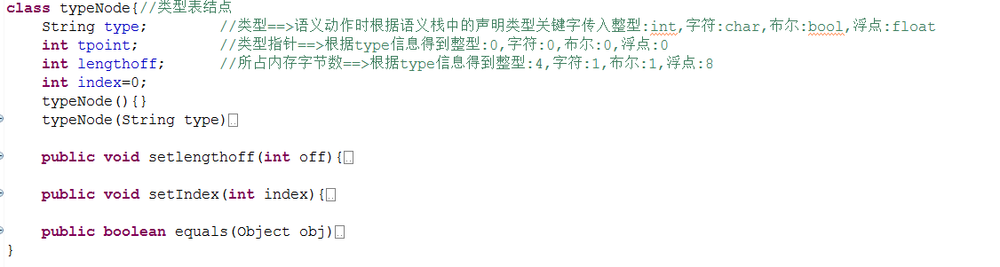 class typeNode{//类型表结点
String type; //类型==>语义动作时根据语义栈中的声明类型关键字传入整型:int,字符:char,布尔:bool,浮点:float
int tpoint; //类型指针==>根据type信息得到整型:0,字符:0,布尔:0,浮点:0
int lengthoff; //所占内存字节数==>根据type信息得到整型:4,字符:1,布尔:1,浮点:8
int index=0;
typeNode(){}
typeNode(String type)
public void setlengthoff(int off){
public void setIndex(int index){
public boolean equals(Object obj)
}